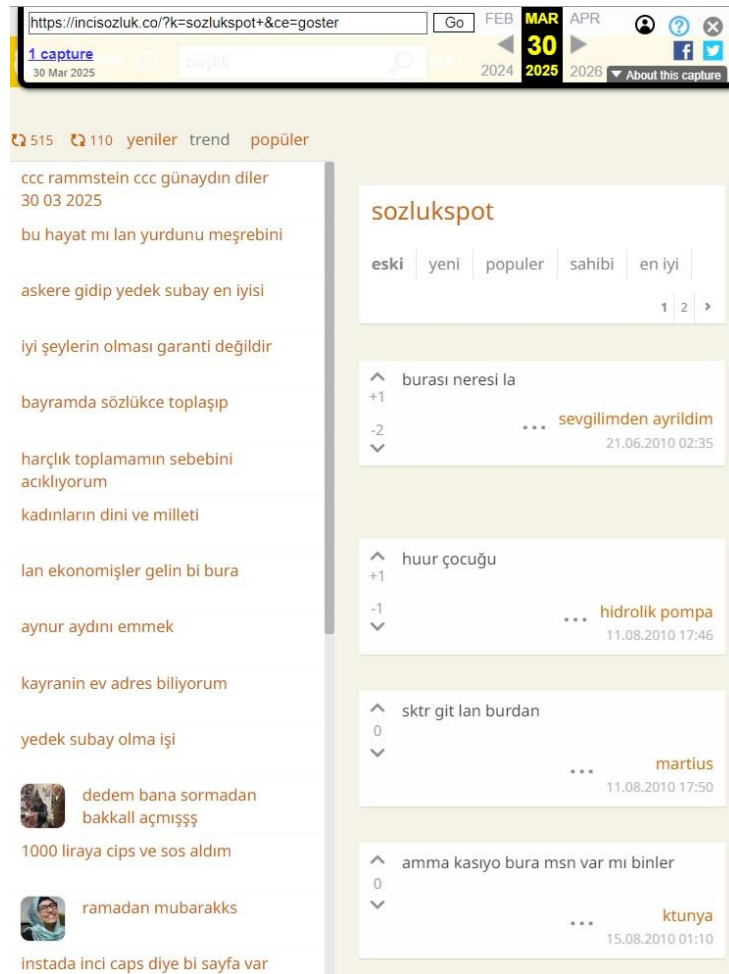 https://incisozluk.co/?k=sozlukspot+&ce=goster
Go
FEB MAR APR
1 capture
30
30 Mar 2025
2024 2025 2026
About this capture
başlık
515 110 yeniler trend popüler
ccc rammstein ccc günaydın diler
30 03 2025
bu hayat mı lan yurdunu meşrebini
askere gidip yedek subay en iyisi
iyi şeylerin olması garanti değildir
bayramda sözlükce toplaşıp
harçlık toplamamın sebebini
acıklıyorum
kadınların dini ve milleti
lan ekonomişler gelin bi bura
aynur aydını emmek
kayranin ev adres biliyorum
yedek subay olma işi
dedem bana sormadan
bakkall açmışşş
1000 liraya cips ve sos aldım
ramadan mubarakks
instada inci caps diye bi sayfa var
sozlukspot
eski yeni populer sahibi en iyi
1 2 >
burası neresi la
+1
-2
... sevgilimden ayrildim
21.06.2010 02:35
huur çocuğu
+1
-1
... hidrolik pompa
11.08.2010 17:46
sktr git lan burdan
0
... martius
11.08.2010 17:50
amma kasıyo bura msn var mı binler
0
... ktunya
15.08.2010 01:10